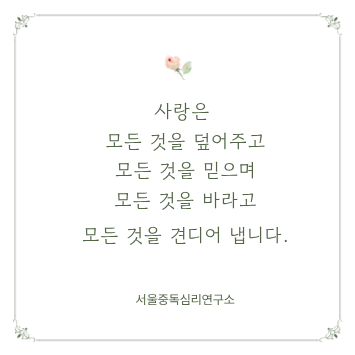 사랑은
모든 것을 덮어주고
모든 것을 믿으며
모든 것을 바라고
모든 것을 견디어 냅니다.
서울중독심리연구소